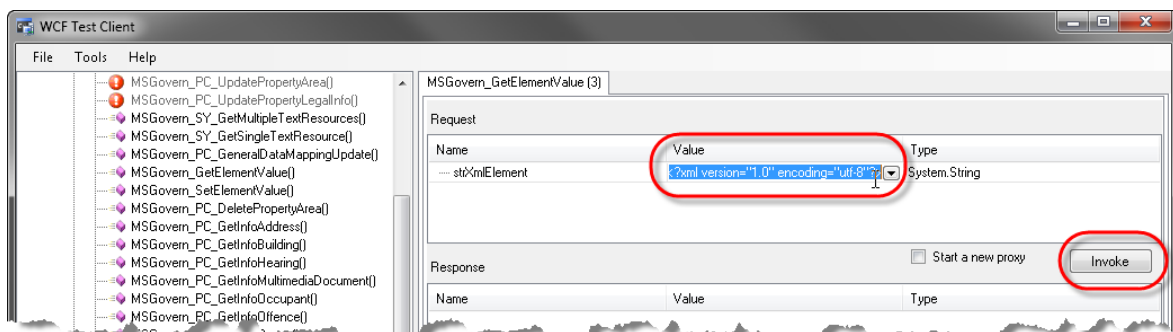 WCF Test Client
File Tools Help
MSGovern_PC_UpdatePropertyArea()
MSGovern_PC_UpdatePropertyLegalInfo()
MSGovern_SY_GetMultipleTextResources()
MSGovern_SY_GetSingleTextResource()
MSGovern_PC_GeneralDataMappingUpdate()
MSGovern_GetElementValue()
MSGovern_SetElementValue()
MSGovern_PC_DeletePropertyArea()
MSGovern_PC_GetInfoAddress()
MSGovern_PC_GetInfoBuilding()
MSGovern_PC_GetInfoHearing()
MSGovern_PC_GetInfoMultimediaDocument()
MSGovern_PC_GetInfoOccupant()
MSGovern_PC_GetInfoOffence()
MSGovern_GetElementValue (3)
Request
Name Value Type
strXmlElement <?xml version="1.0" encoding="utf-8"?> System.String
Response
Start a new proxy
Invoke
Name Value Type